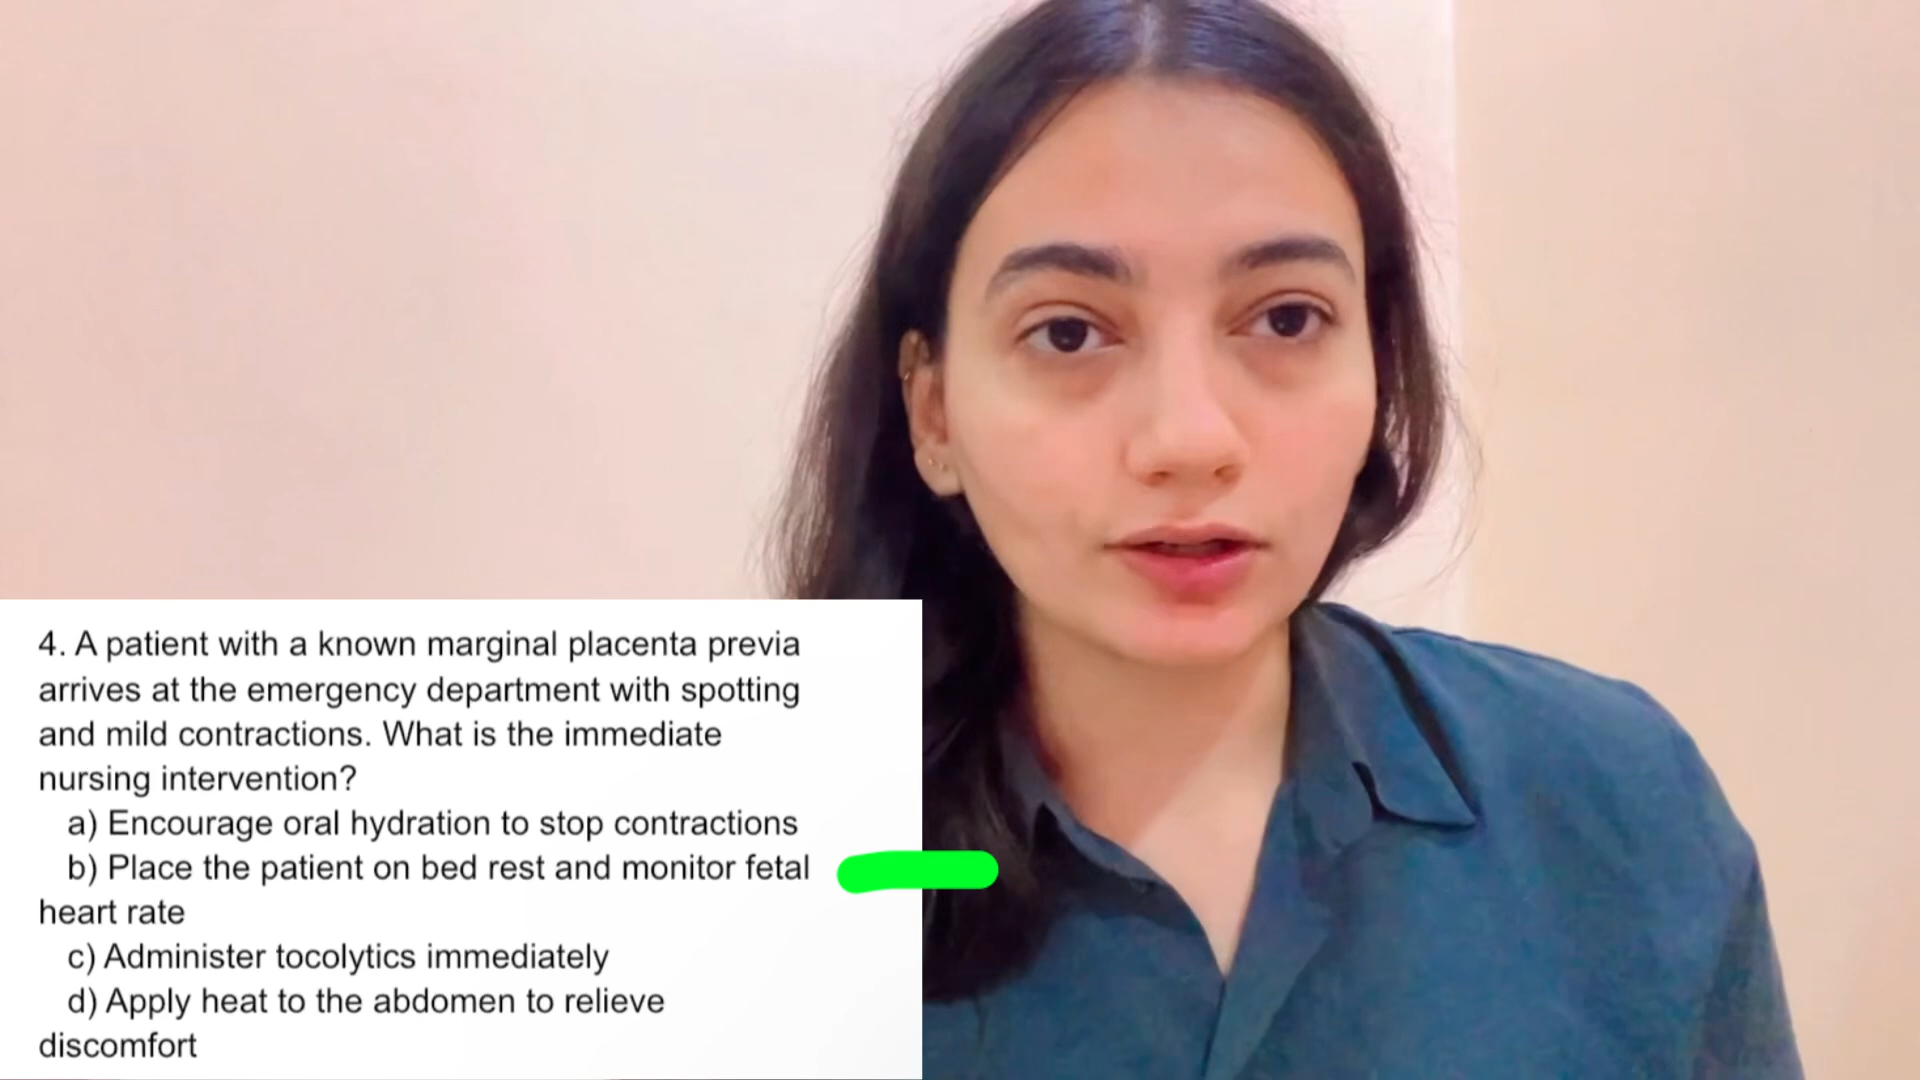 4. A patient with a known marginal placenta previa
arrives at the emergency department with spotting
and mild contractions. What is the immediate
nursing intervention?
a) Encourage oral hydration to stop contractions
b) Place the patient on bed rest and monitor fetal
heart rate
c) Administer tocolytics immediately
d) Apply heat to the abdomen to relieve
discomfort